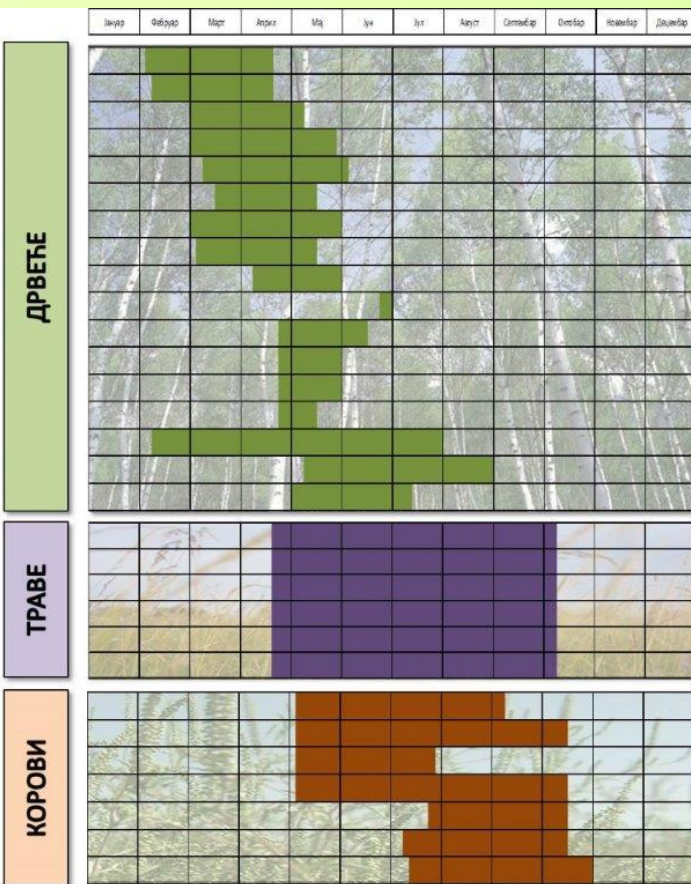 Јануар Фебруар Март Април Мај Јун Јул Август Септембар Октобар Новембар Децембар
ДРВЕЋЕ
ТРАВЕ
КОРОВИ